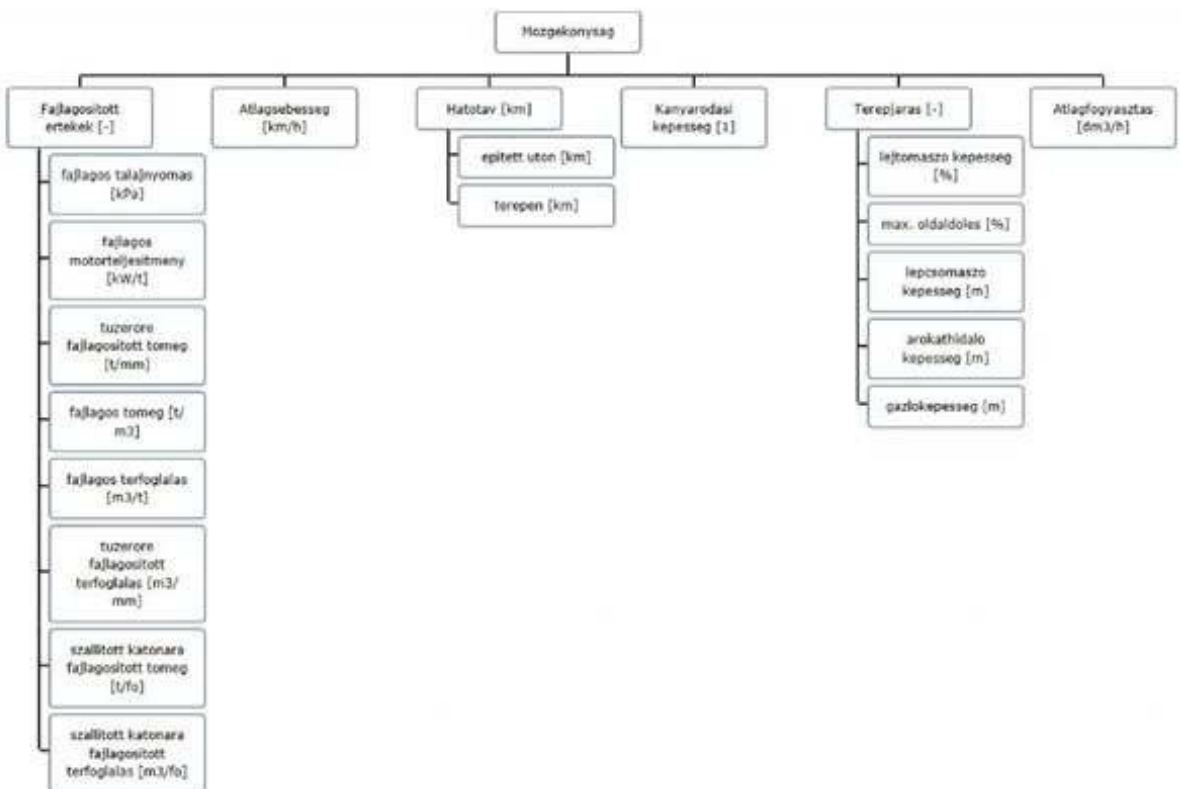 Mozgekonysag
Fajlagositott
ertekek [-]
Atlagsebesseg
[km/h]
Hatotav [km]
Kanyarodasi
kepesseg [1]
Terepjaras [-]
Atlagfogyasztas
[dm3/h]
fajlagos talajnyomas
[kPa]
fajlagos
motorteljesitmeny
[kW/t]
tuzerore
fajlagositott tomeg
[t/mm]
fajlagos tomeg [t/
m3]
fajlagos terfoglalas
[m3/t]
tuzerore
fajlagositott
terfoglalas [m3/
mm]
szallitott katonara
fajlagositott tomeg
[t/fo]
szallitott katonara
fajlagositott
terfoglalas [m3/fo]
epitett uton [km]
terepen [km]
lejtomaszo kepesseg
[%]
max. oldaldoles [%]
lepcsomaszo
kepesseg [m]
arokathidalo
kepesseg [m]
gazlokepesseg [m]